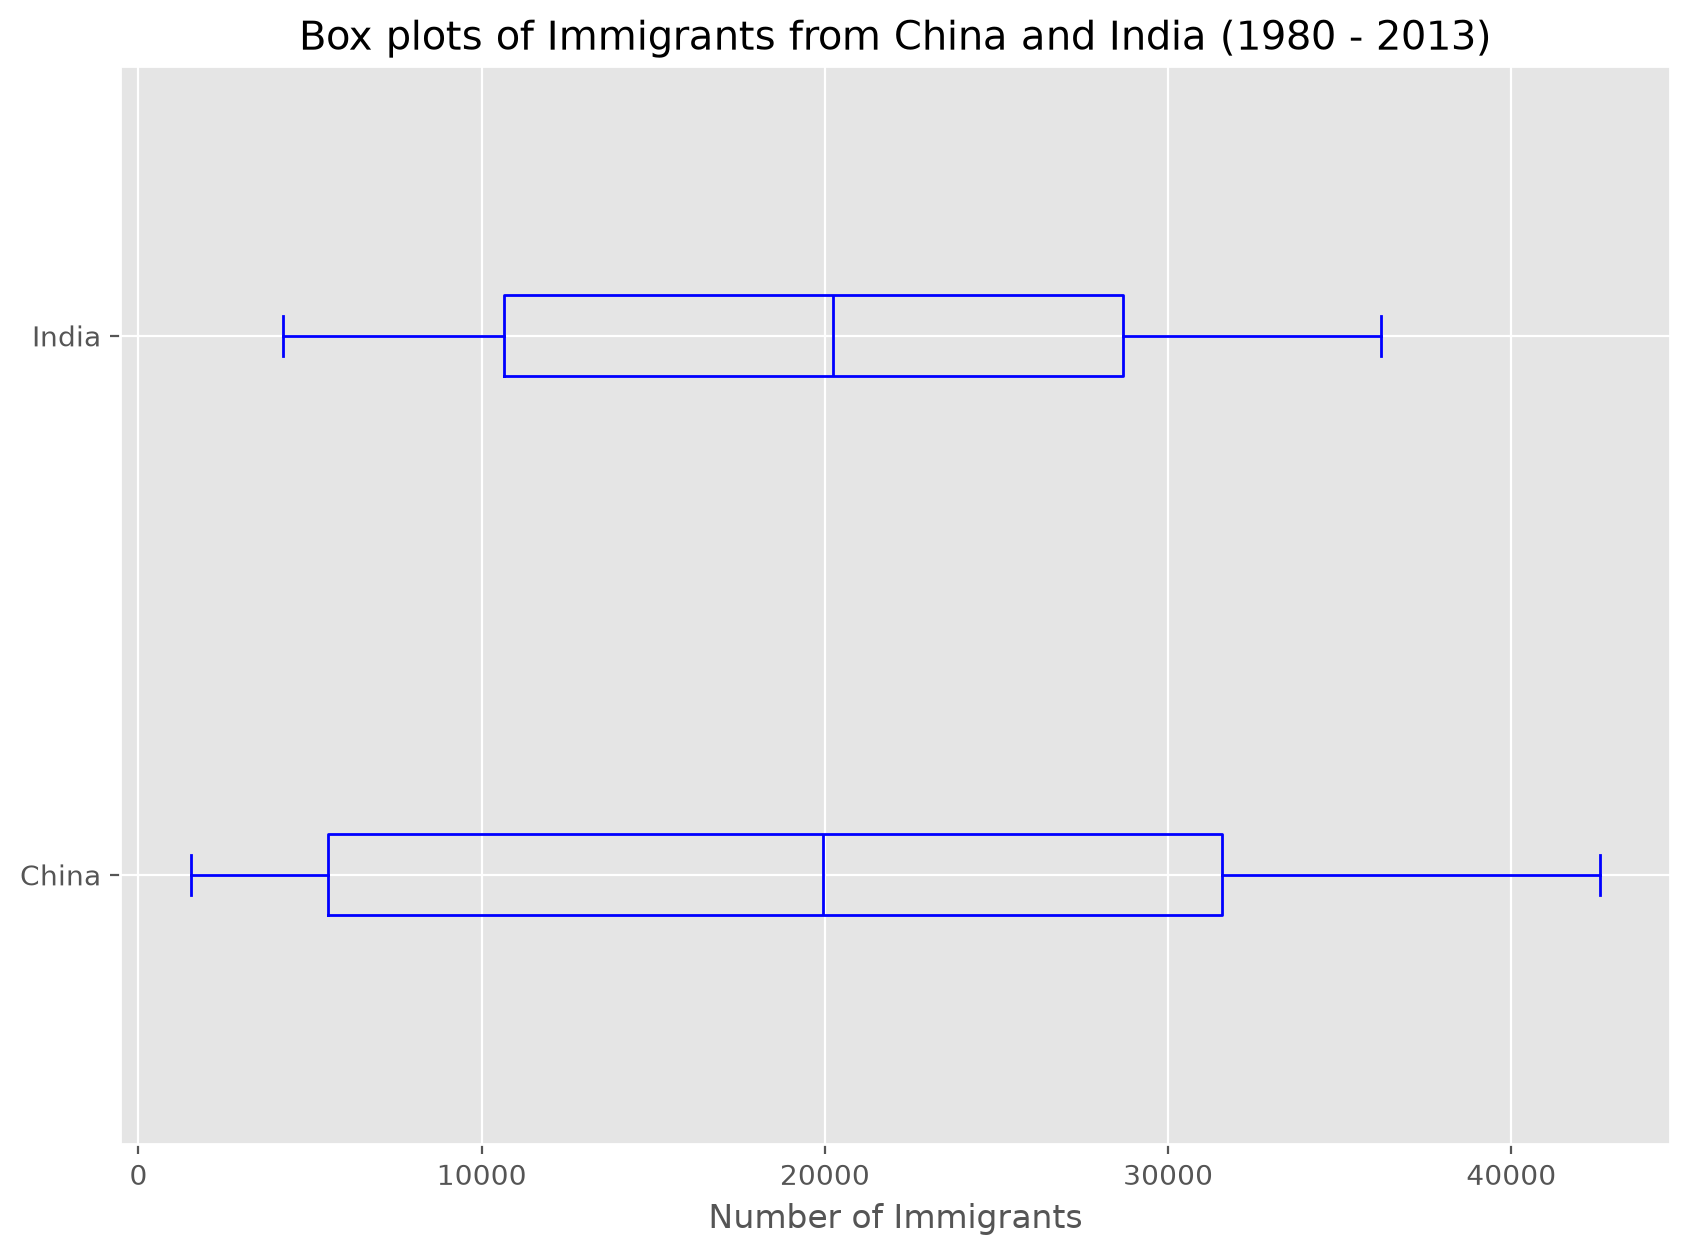 Box plots of Immigrants from China and India (1980 - 2013)
India
China
0 10000 20000 30000 40000
Number of Immigrants